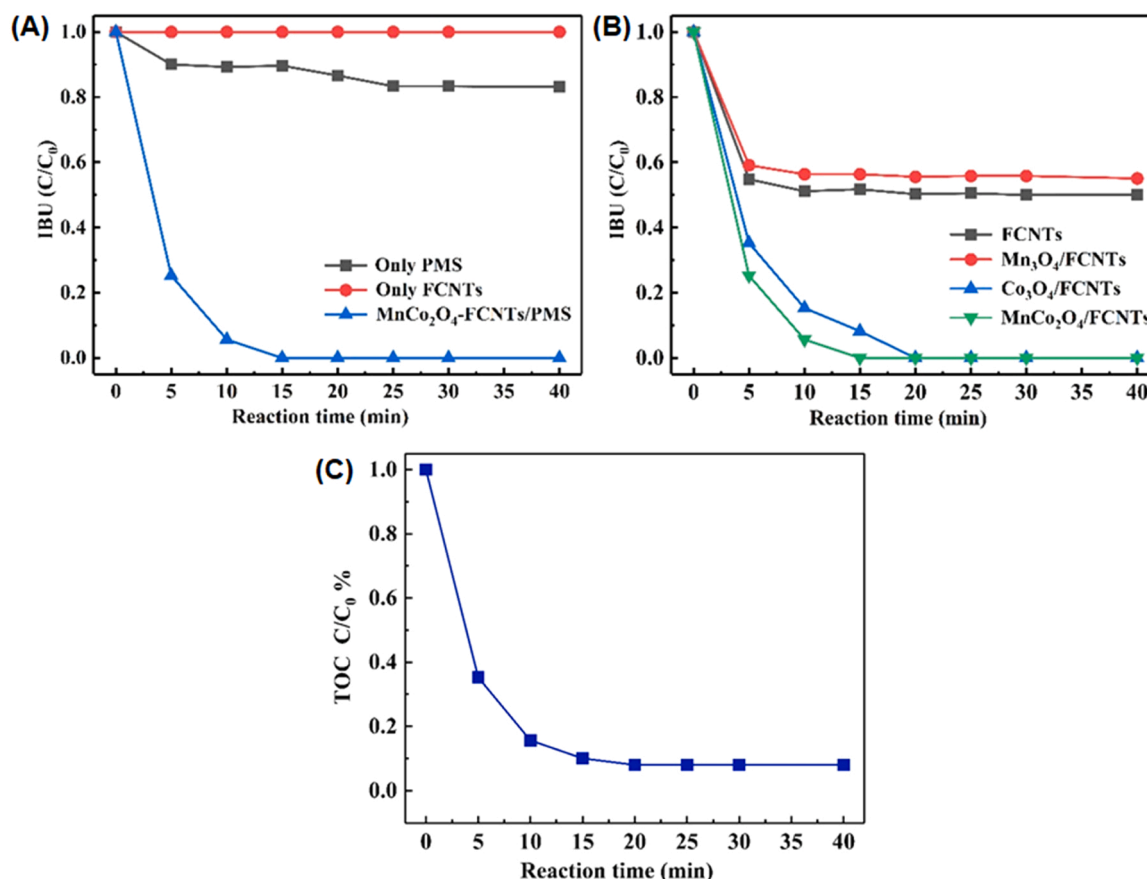 (A)
1.0
0.8
0.6
0.4
0.2
0.0
IBU (C/C₀)
Only PMS
Only FCNTs
MnCo₂O₄-FCNTs/PMS
0 5 10 15 20 25 30 40
Reaction time (min)
(B)
1.0
0.8
0.6
0.4
0.2
0.0
IBU (C/C₀)
FCNTs
Mn₃O₄/FCNTs
Co₃O₄/FCNTs
MnCo₂O₄/FCNTs
0 5 10 15 20 25 30 40
Reaction time (min)
(C)
1.0
0.8
0.6
0.4
0.2
0.0
TOC C/C₀ %
0 5 10 15 20 25 30 40
Reaction time (min)